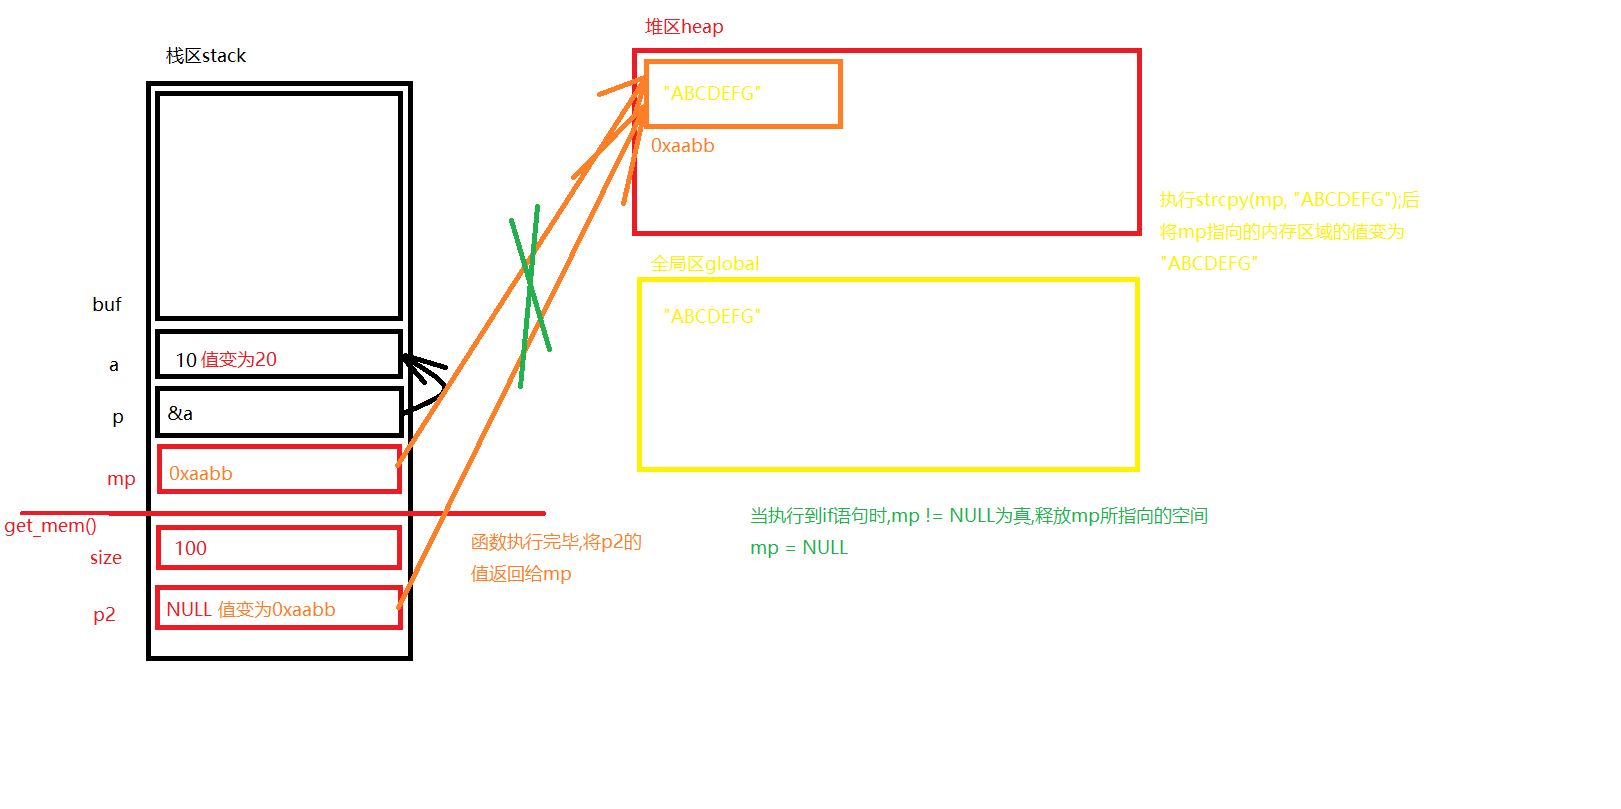 堆区heap
栈区stack
"ABCDEFG"
0xaabb
执行strcpy(mp, "ABCDEFG");后
将mp指向的内存区域的值变为
"ABCDEFG"
全局区global
"ABCDEFG"
buf
a
10 值变为20
p
&a
mp
0xaabb
get_mem()
size
100
p2
NULL 值变为0xaabb
函数执行完毕,将p2的
值返回给mp
当执行到if语句时,mp != NULL为真,释放mp所指向的空间
mp = NULL